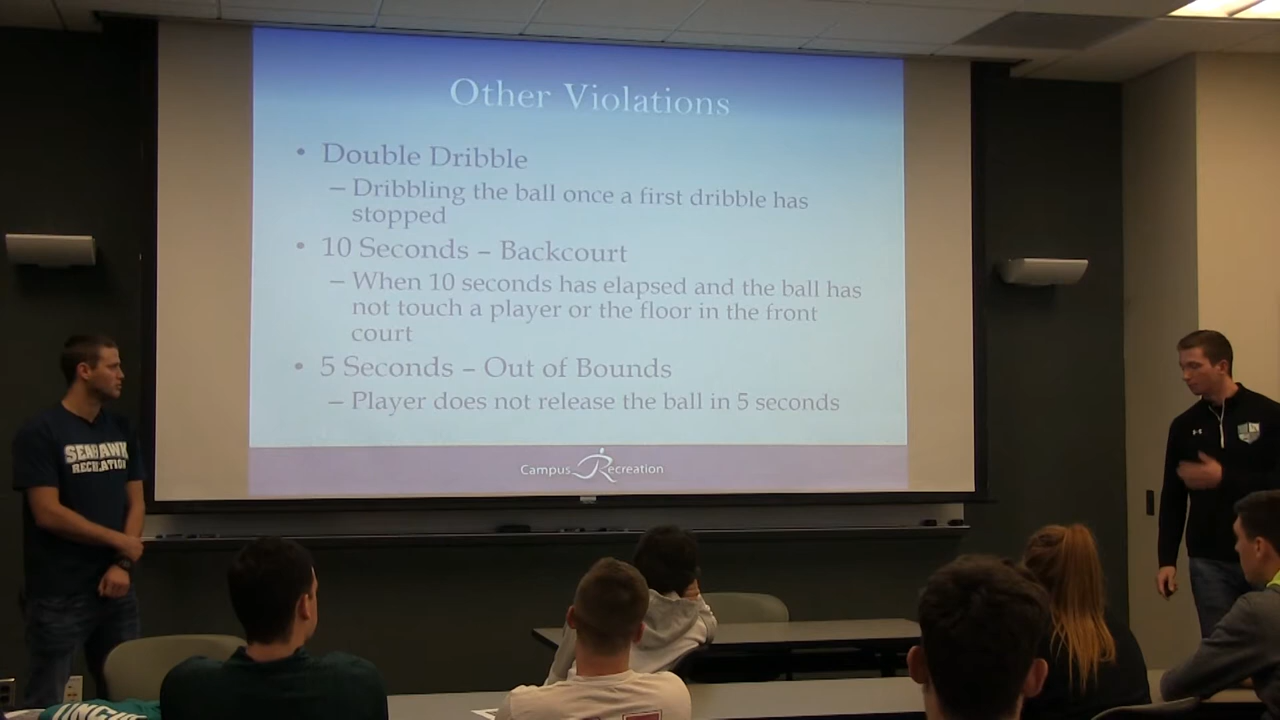 Other Violations
• Double Dribble
– Dribbling the ball once a first dribble has
stopped
• 10 Seconds – Backcourt
– When 10 seconds has elapsed and the ball has
not touch a player or the floor in the front
court
• 5 Seconds – Out of Bounds
– Player does not release the ball in 5 seconds
Campus Recreation
SEAHAWK
RECREATION